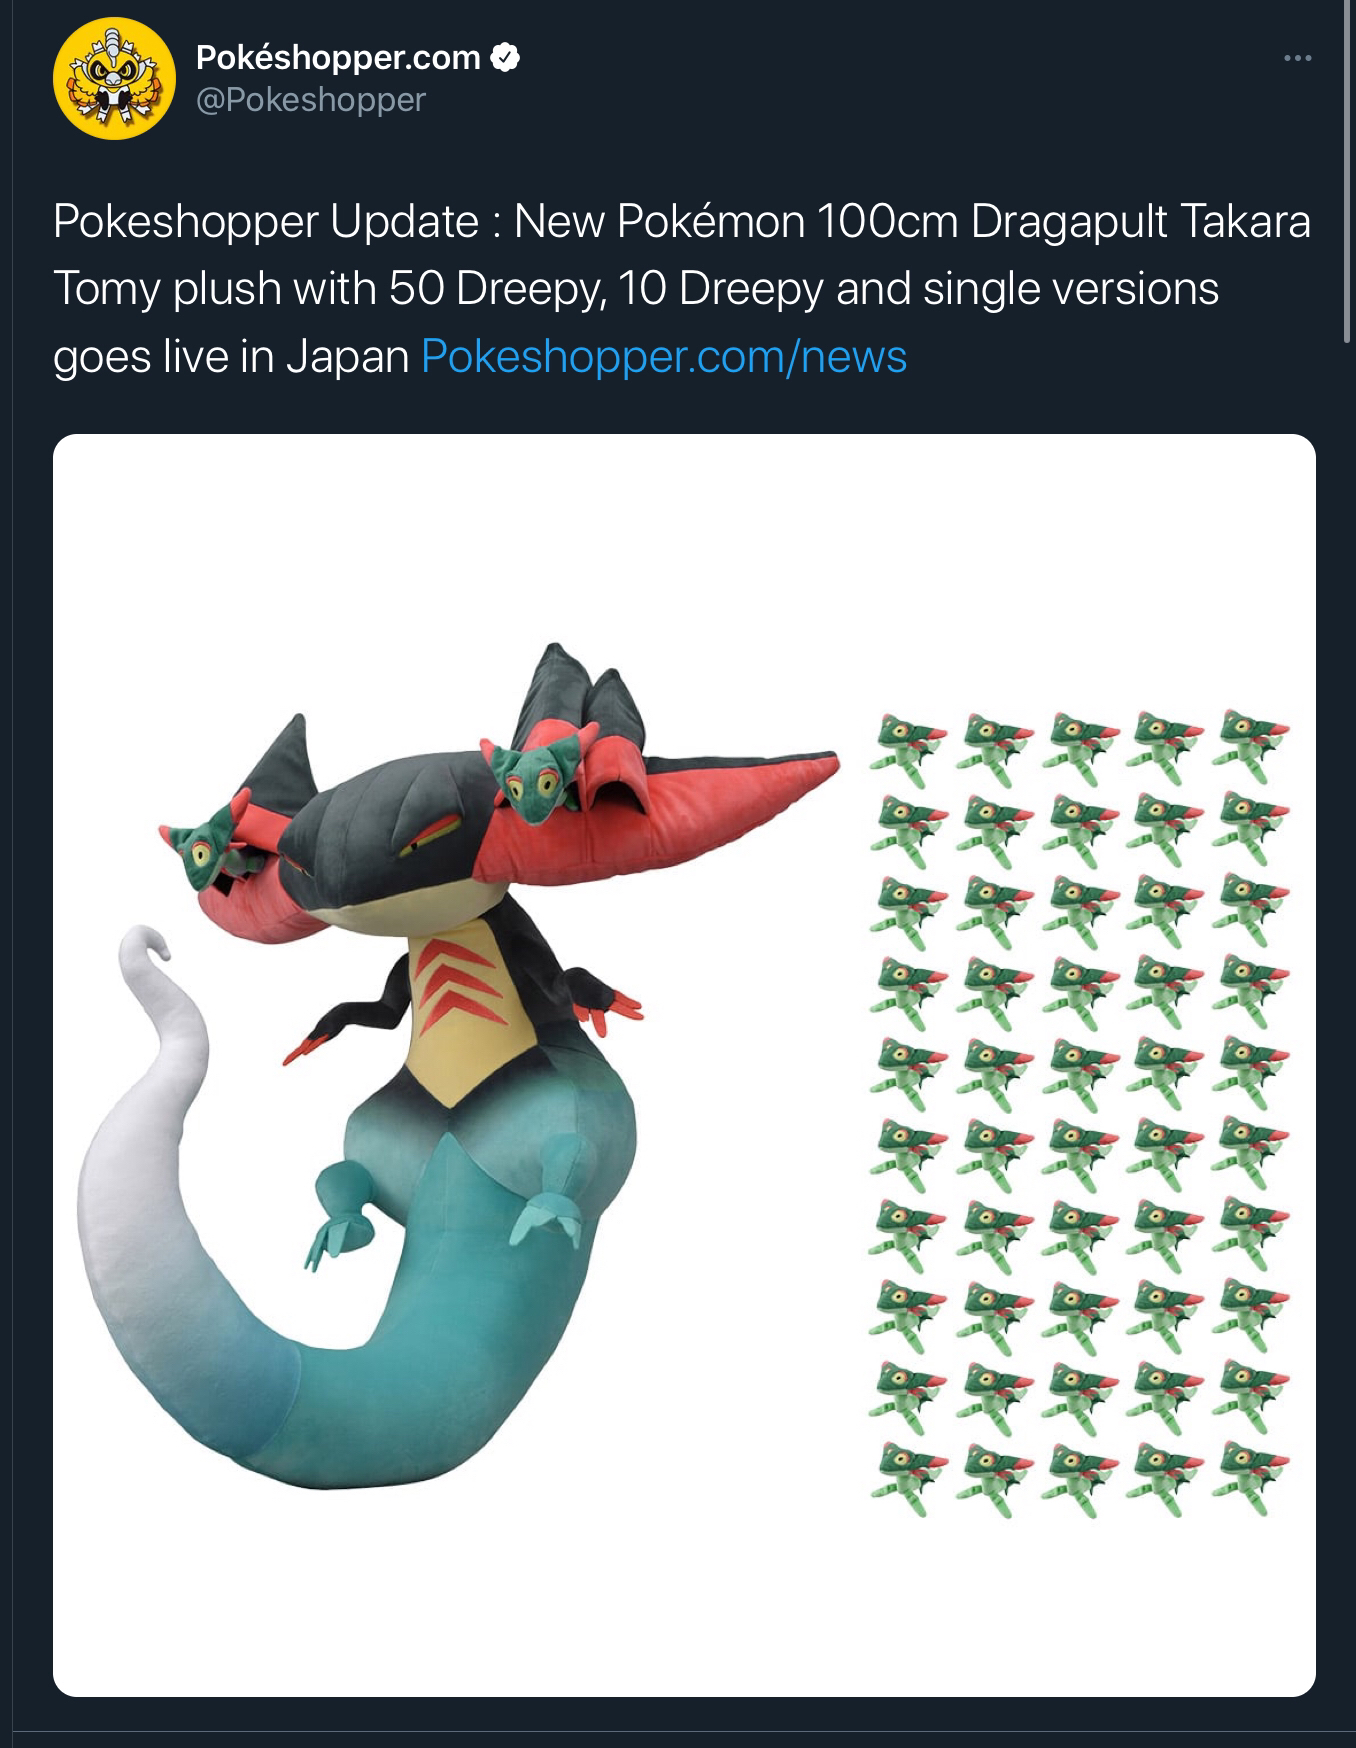 Pokéshopper.com
@Pokeshopper
Pokeshopper Update : New Pokémon 100cm Dragapult Takara
Tomy plush with 50 Dreepy, 10 Dreepy and single versions
goes live in Japan Pokeshopper.com/news